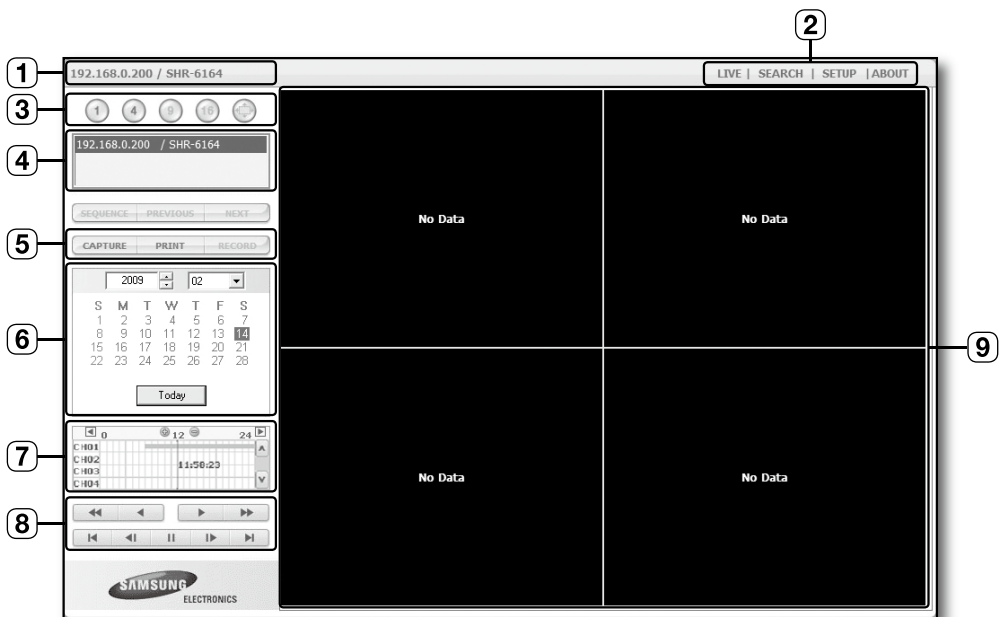 2
1
192.168.0.200 / SHR-6164
LIVE | SEARCH | SETUP | ABOUT
3
1 4 9 16
4
192.168.0.200 / SHR-6164
SEQUENCE PREVIOUS NEXT
5
CAPTURE PRINT RECORD
6
2009 02
S M T W T F S
1 2 3 4 5 6 7
8 9 10 11 12 13 14
15 16 17 18 19 20 21
22 23 24 25 26 27 28
Today
7
0 12 24
CH01
CH02
11:58:23
CH03
CH04
8
SAMSUNG
ELECTRONICS
No Data
No Data
No Data
No Data
9